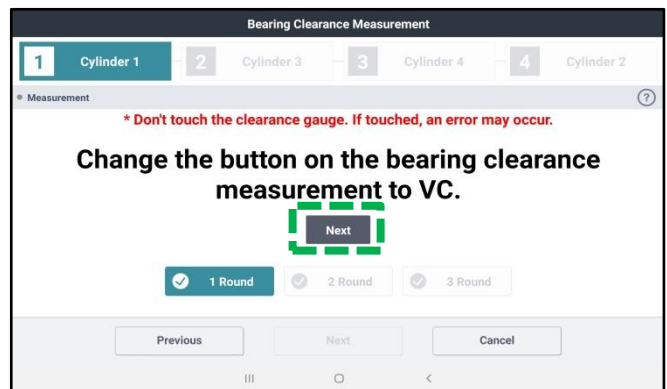 Bearing Clearance Measurement
1 Cylinder 1 2 Cylinder 3 3 Cylinder 4 4 Cylinder 2
Measurement ?
* Don't touch the clearance gauge. If touched, an error may occur.
Change the button on the bearing clearance
measurement to VC.
Next
1 Round 2 Round 3 Round
Previous Next Cancel